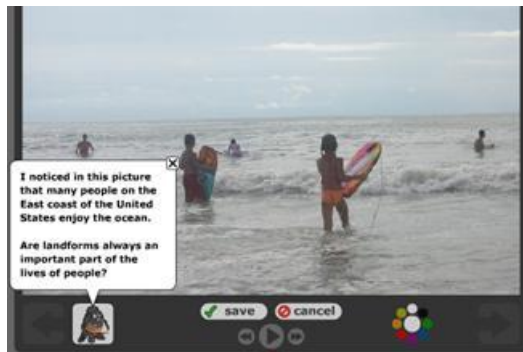 I noticed in this picture
that many people on the
East coast of the United
States enjoy the ocean.
Are landforms always an
important part of the
lives of people?
save
cancel